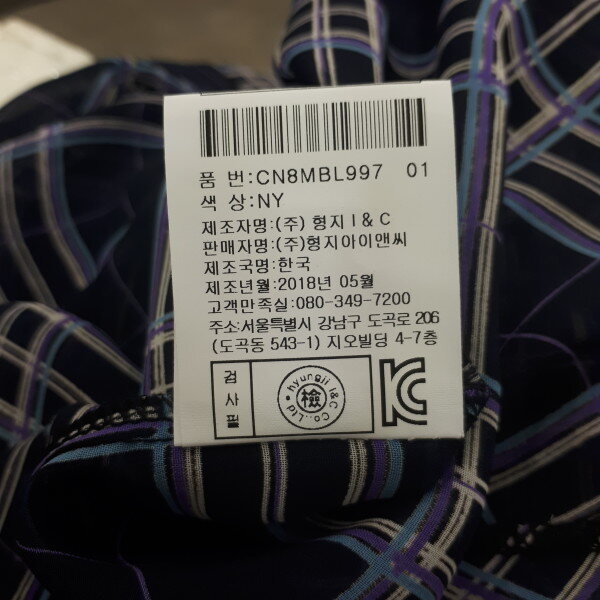 품 번:CN8MBL997 01
색 상:NY
제조자명:(주) 형지 I & C
판매자명:(주)형지아이앤씨
제조국명:한국
제조년월:2018년 05월
고객만족실:080-349-7200
주소:서울특별시 강남구 도곡로 206
(도곡동 543-1) 지오빌딩 4-7층
검사필
hyungji I&C Co., Ltd
檢